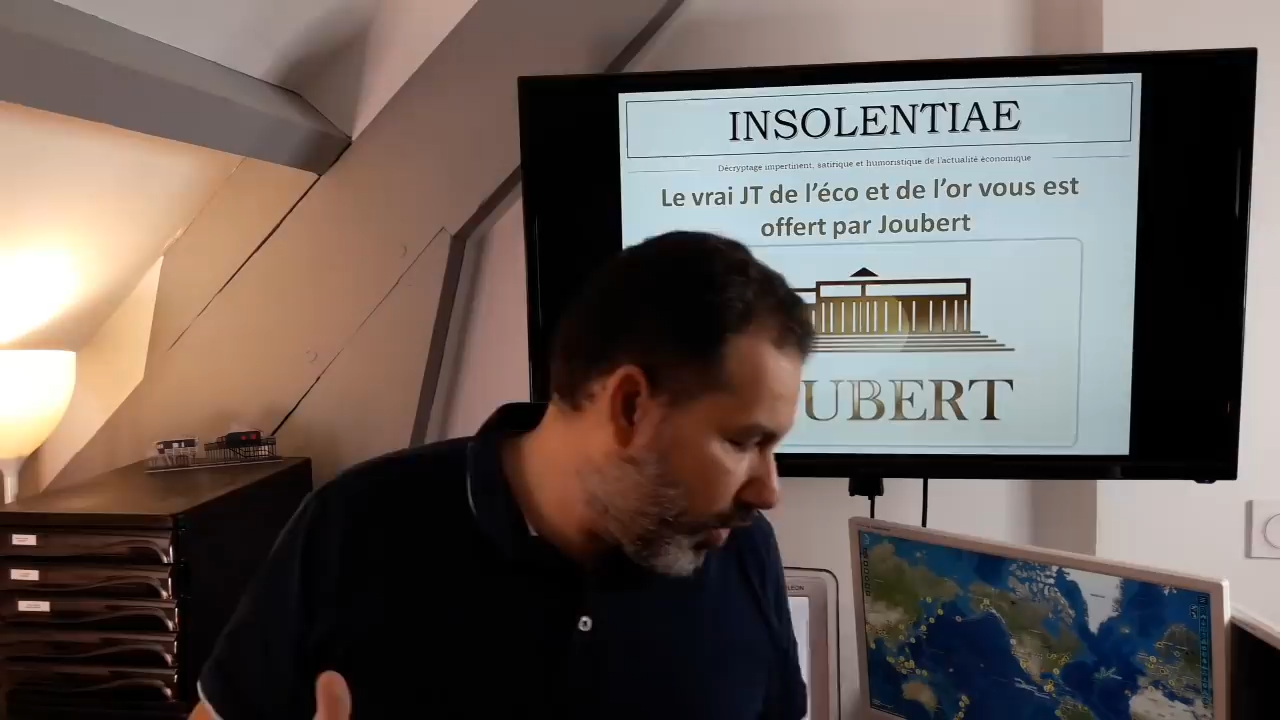 INSOLENTIAE
Décryptage impertinent, satirique et humoristique de l'actualité économique
Le vrai JT de l'éco et de l'or vous est
offert par Joubert
UBERT